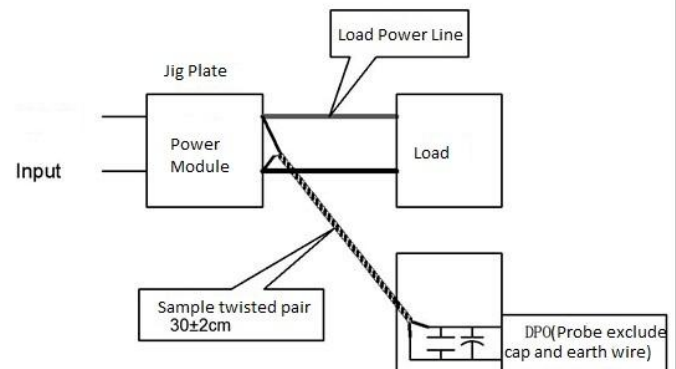 Load Power Line
Jig Plate
Power
Module
Load
Input
Sample twisted pair
30±2cm
DPO(Probe exclude
cap and earth wire)